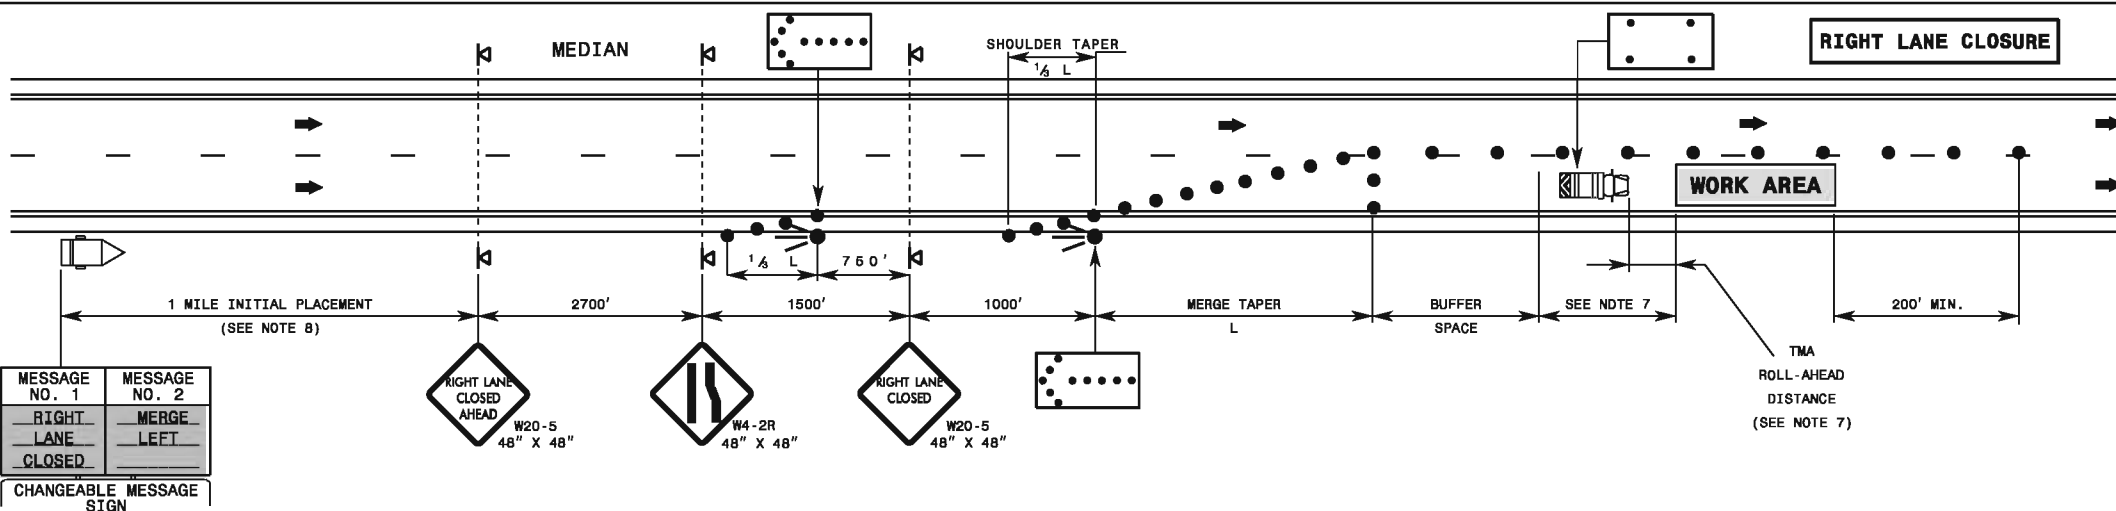 MEDIAN
SHOULDER TAPER
1/3 L
RIGHT LANE CLOSURE
WORK AREA
1/3 L
760'
1 MILE INITIAL PLACEMENT
(SEE NOTE 8)
2700'
1500'
1000'
MERGE TAPER
L
BUFFER
SPACE
SEE NOTE 7
200' MIN.
TMA
ROLL-AHEAD
DISTANCE
(SEE NOTE 7)
RIGHT LANE
CLOSED
AHEAD
W20-5
48" X 48"
W4-2R
48" X 48"
RIGHT LANE
CLOSED
W20-5
48" X 48"
MESSAGE
NO. 1
RIGHT
LANE
CLOSED
MESSAGE
NO. 2
MERGE
LEFT
CHANGEABLE MESSAGE
SIGN